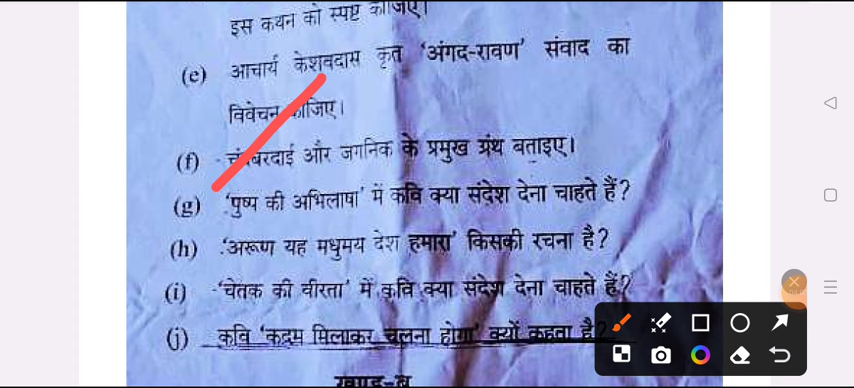 इस कथन को स्पष्ट कीजिए।
(e) आचार्य केशवदास कृत 'अंगद-रावण' संवाद का
विवेचन कीजिए।
(f) चंदबरदाई और जगनिक के प्रमुख ग्रंथ बताइए।
(g) 'पुष्प की अभिलाषा' में कवि क्या संदेश देना चाहते हैं?
(h) 'अरूण यह मधुमय देश हमारा' किसकी रचना है?
(i) 'चेतक की वीरता' में कवि क्या संदेश देना चाहते हैं?
(j) कवि 'कदम मिलाकर चलना होगा' क्यों कहता है?
खण्ड-ब